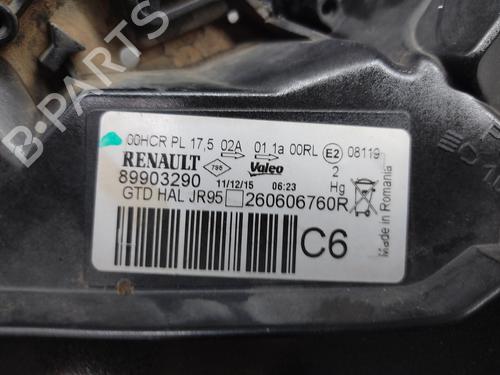 B-PARTS
00HCR PL 17,5 02A 01 1a 00RL E2 08119
RENAULT 795 Valeo 2
89903290 11/12/15 06:23 Hg
GTD HAL JR95 260606760R
C6
Made in Romania